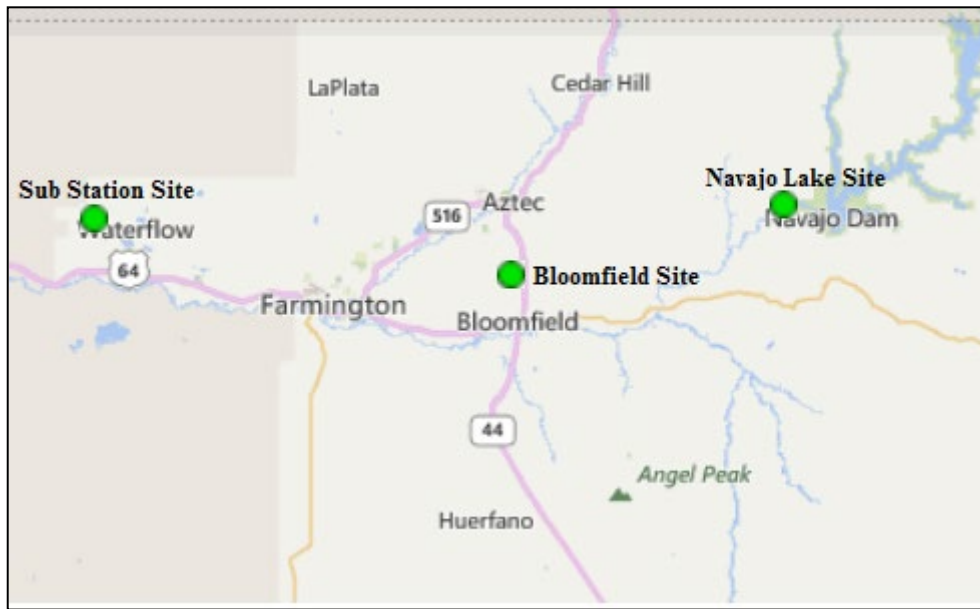 LaPlata
Cedar Hill
Sub Station Site
Navajo Lake Site
Waterflow
516
Aztec
Navajo Dam
64
Bloomfield Site
Farmington
Bloomfield
44
Angel Peak
Huerfano